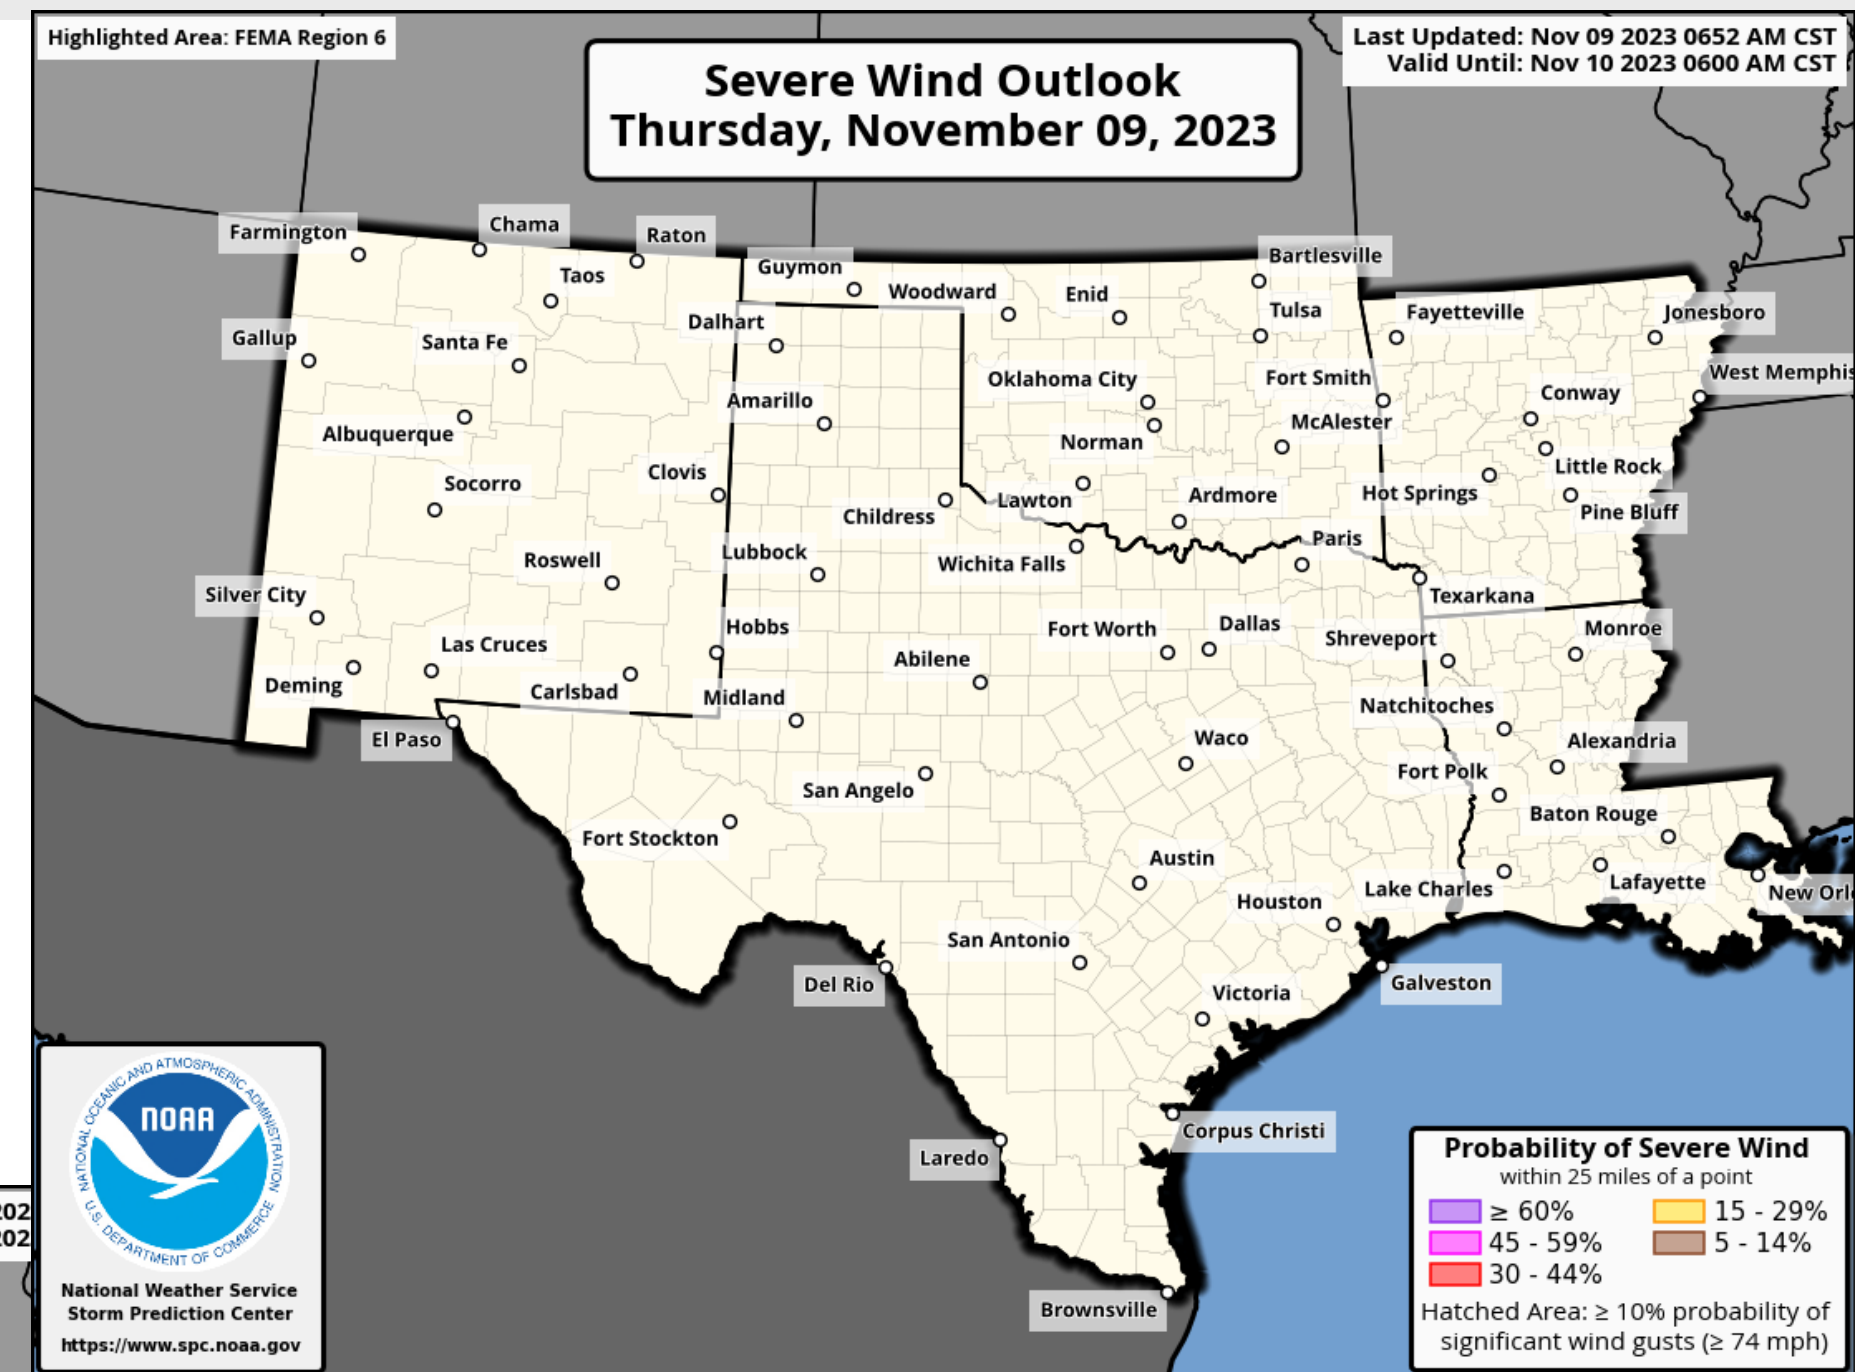 Highlighted Area: FEMA Region 6
Last Updated: Nov 09 2023 0652 AM CST
Valid Until: Nov 10 2023 0600 AM CST
Severe Wind Outlook
Thursday, November 09, 2023
Farmington
Chama
Raton
Taos
Guymon
Woodward
Enid
Bartlesville
Tulsa
Fayetteville
Jonesboro
Gallup
Santa Fe
Dalhart
Oklahoma City
Fort Smith
West Memphis
Conway
Amarillo
Albuquerque
Norman
McAlester
Little Rock
Socorro
Clovis
Childress
Lawton
Ardmore
Hot Springs
Pine Bluff
Roswell
Lubbock
Wichita Falls
Paris
Texarkana
Silver City
Las Cruces
Hobbs
Abilene
Fort Worth
Dallas
Shreveport
Monroe
Deming
Carlsbad
Midland
Natchitoches
El Paso
Waco
Alexandria
San Angelo
Fort Polk
Fort Stockton
Baton Rouge
Austin
Houston
Lake Charles
Lafayette
New Orl
San Antonio
Del Rio
Victoria
Galveston
Corpus Christi
Laredo
Brownsville
NATIONAL OCEANIC AND ATMOSPHERIC ADMINISTRATION
NOAA
U.S. DEPARTMENT OF COMMERCE
National Weather Service
Storm Prediction Center
https://www.spc.noaa.gov
202
202
Probability of Severe Wind
within 25 miles of a point
≥ 60%
15 - 29%
45 - 59%
5 - 14%
30 - 44%
Hatched Area: ≥ 10% probability of
significant wind gusts (≥ 74 mph)